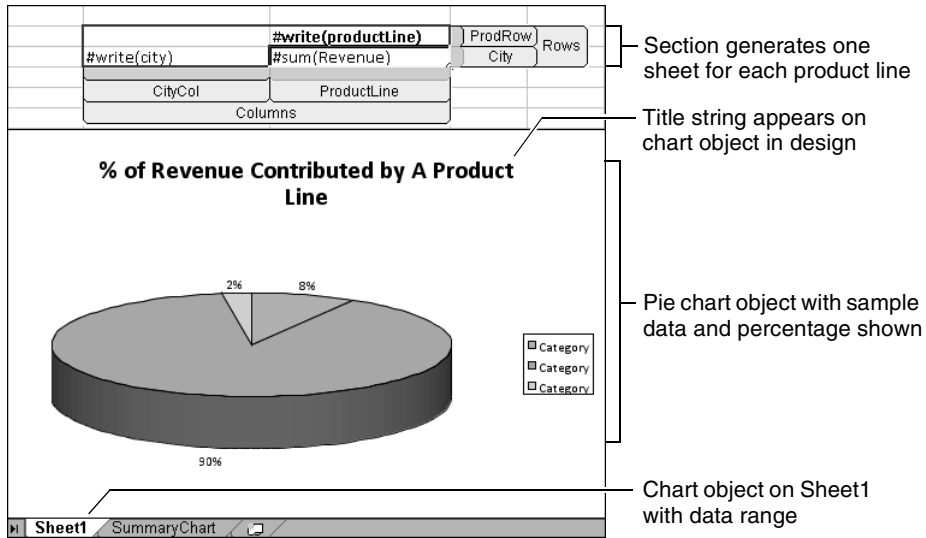 #write(productLine) ProdRow Rows
#write(city) #sum(Revenue) City
CityCol ProductLine
Columns
Section generates one
sheet for each product line
Title string appears on
chart object in design
% of Revenue Contributed by A Product
Line
2% 8%
90%
Category
Category
Category
Pie chart object with sample
data and percentage shown
Chart object on Sheet1
with data range
Sheet1 SummaryChart